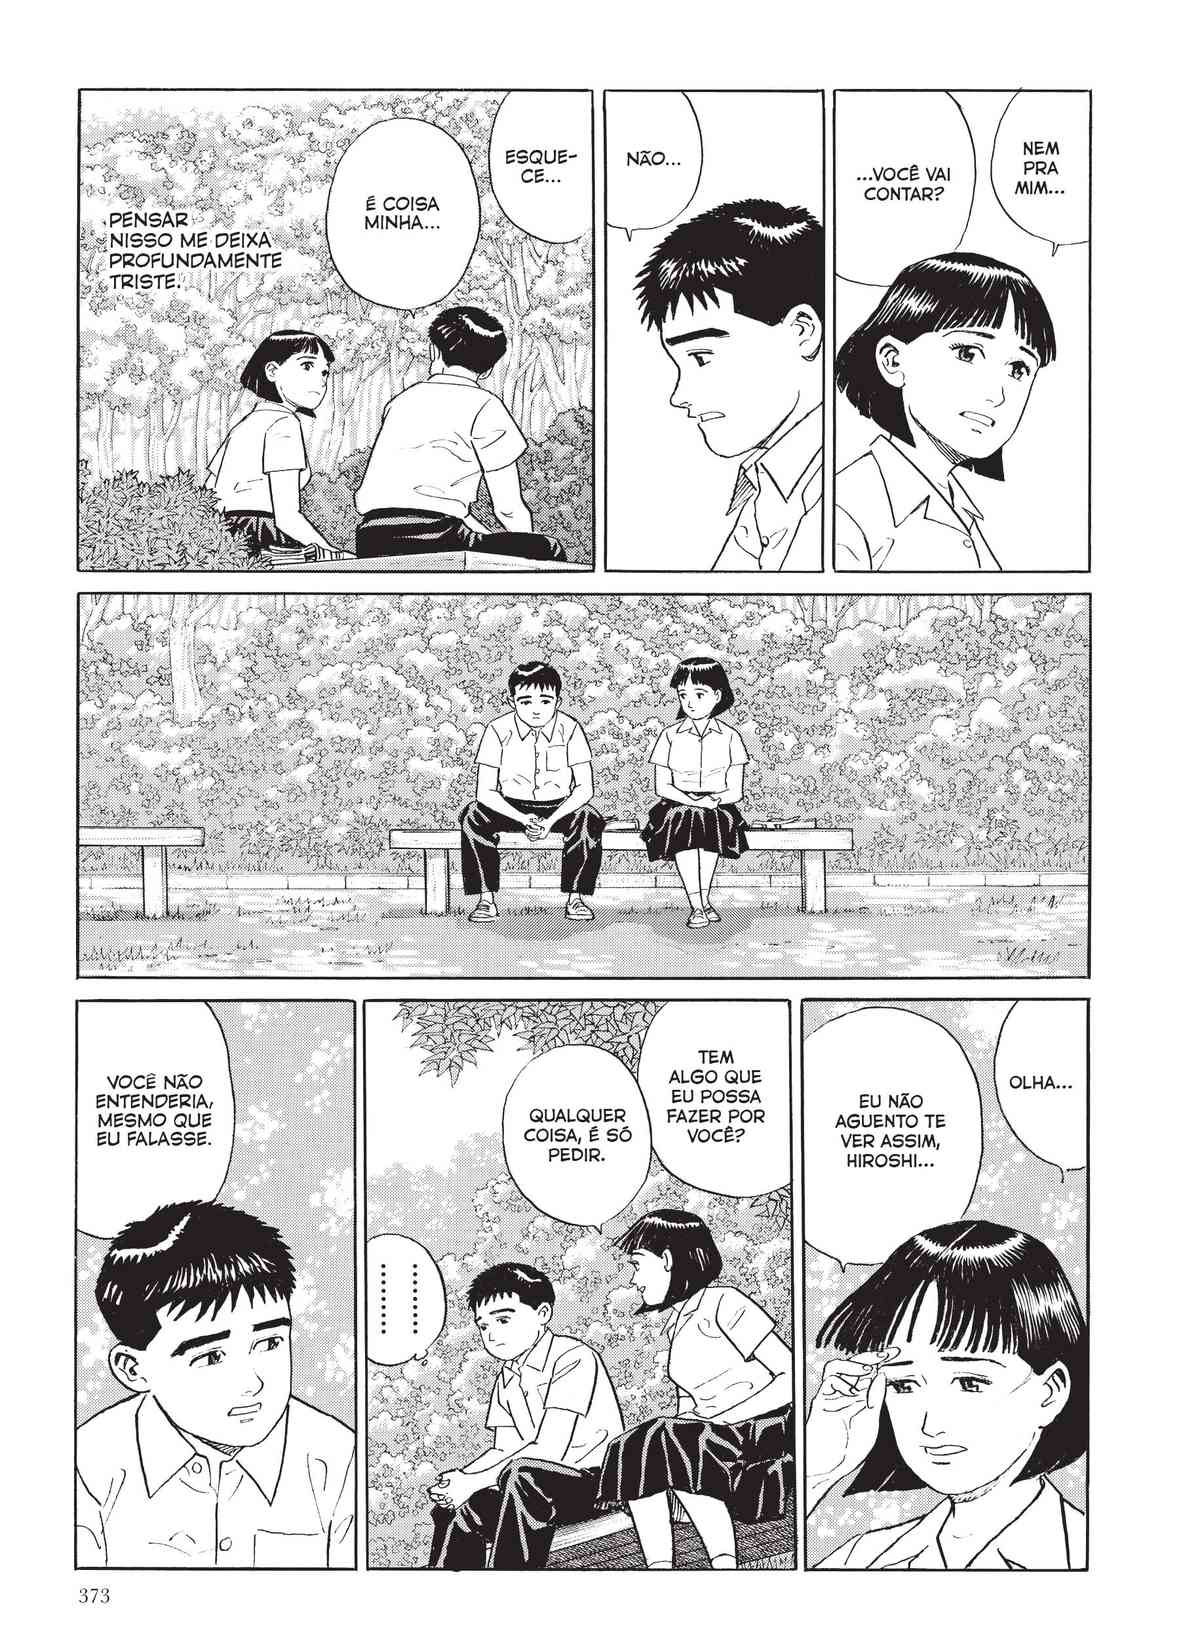 NEM
PRA
MIM...
...VOCÊ VAI
CONTAR?
NÃO...
ESQUE-
CE...
É COISA
MINHA...
PENSAR
NISSO ME DEIXA
PROFUNDAMENTE
TRISTE.
OLHA...
EU NÃO
AGUENTO TE
VER ASSIM,
HIROSHI...
TEM
ALGO QUE
EU POSSA
FAZER POR
VOCÊ?
QUALQUER
COISA, É SÓ
PEDIR.
........
........
VOCÊ NÃO
ENTENDERIA,
MESMO QUE
EU FALASSE.
373